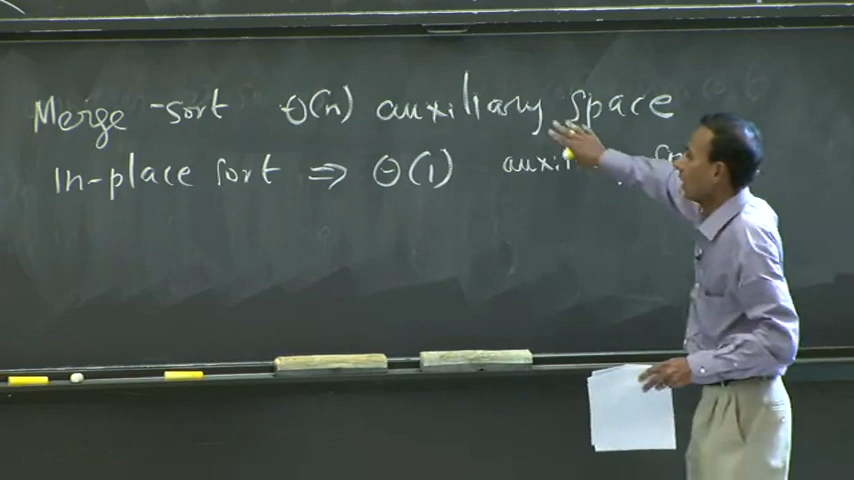 Merge-sort Θ(n) auxiliary space
In-place sort ⇒ Θ(1)